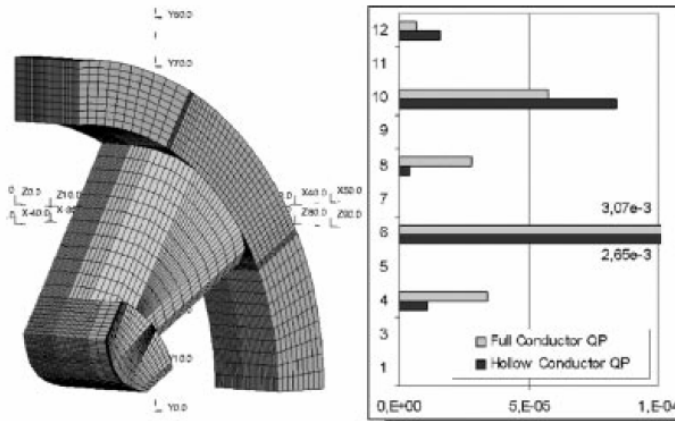 Y80.0
Y70.0
Z0.0
Z10.0
X-40.0
X40.0
X50.0
Z80.0
Z90.0
Y10.0
Y0.0
12
11
10
9
8
7
6
5
4
3
1
3,07e-3
2,65e-3
Full Conductor QP
Hollow Conductor QP
0,E+00
5,E-05
1,E-04